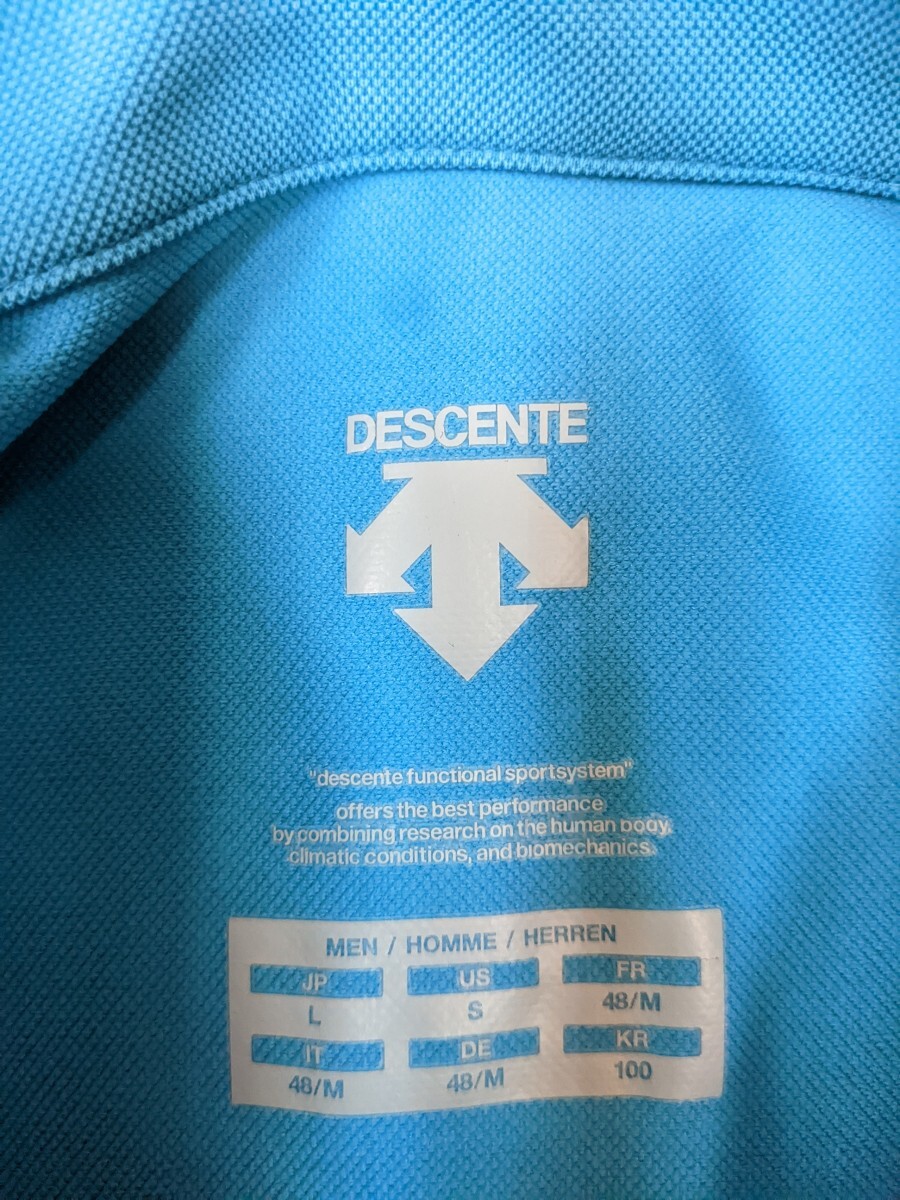 DESCENTE
"descente functional sportsystem"
offers the best performance
by combining research on the human body,
climatic conditions, and biomechanics.
MEN / HOMME / HERREN
JP US FR
L S 48/M
IT DE KR
48/M 48/M 100